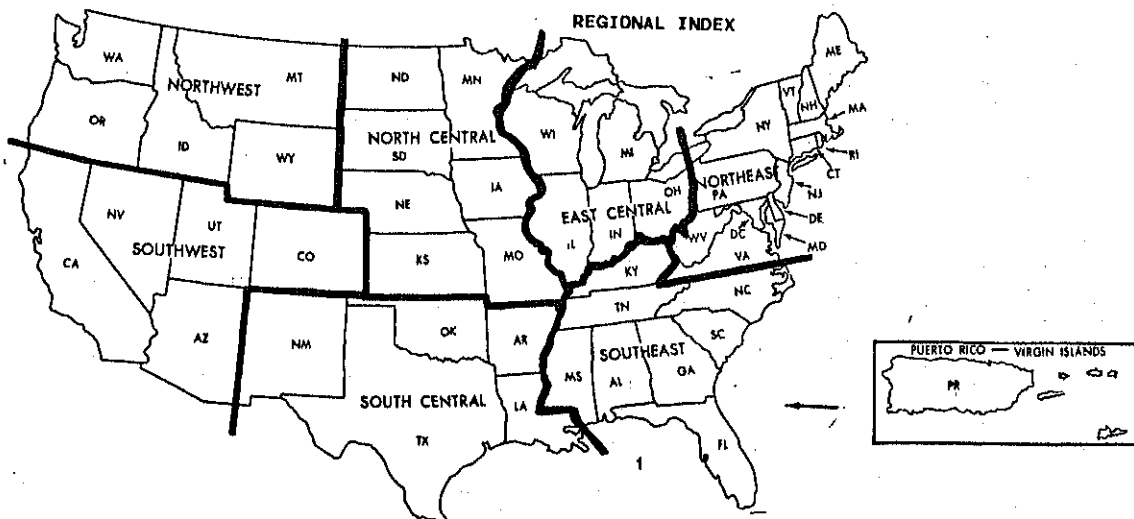 REGIONAL INDEX
WA
MT
ND
MN
ME
NORTHWEST
VT
NH
MA
OR
ID
WY
NORTH CENTRAL
SD
WI
MI
NY
RI
CT
IA
NE
OH
NORTHEAST
PA
NJ
NV
UT
EAST CENTRAL
IL
IN
WV
DC
DE
MD
SOUTHWEST
CA
CO
KS
MO
KY
VA
TN
NC
AZ
NM
OK
AR
SC
SOUTHEAST
MS
AL
GA
SOUTH CENTRAL
LA
TX
FL
PUERTO RICO — VIRGIN ISLANDS
PR
1